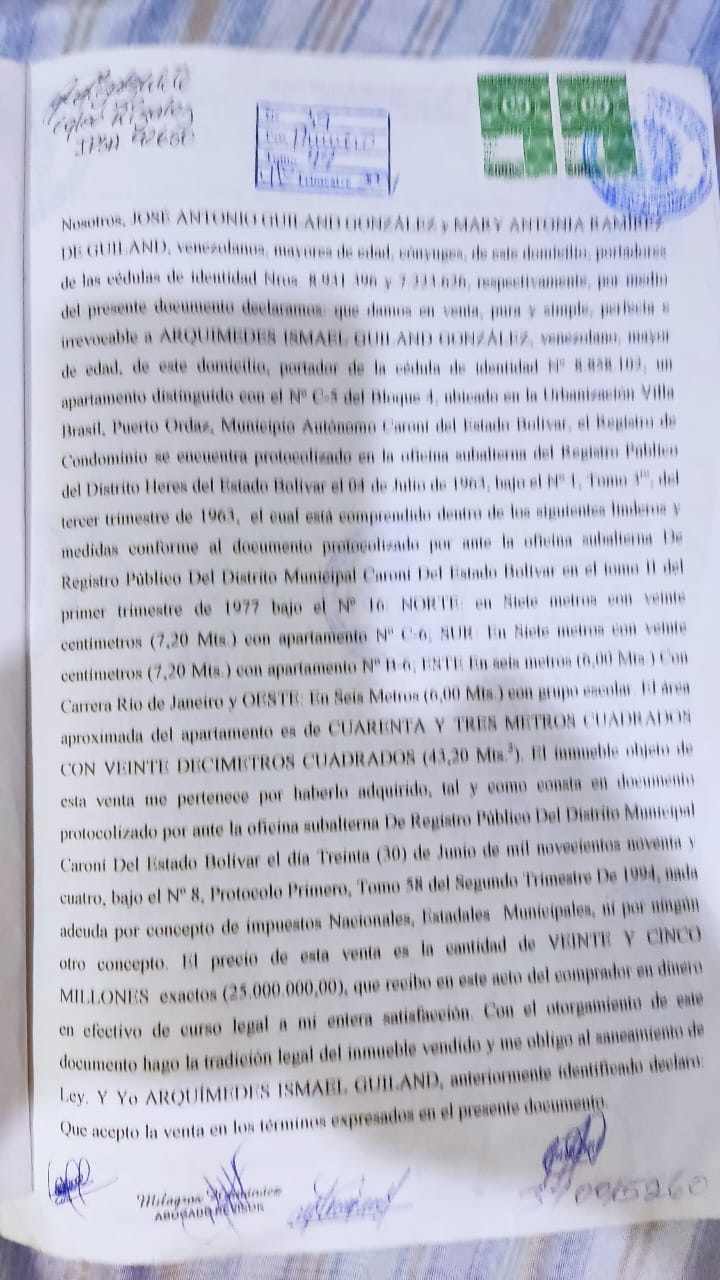 Nosotros, JOSÉ ANTONIO GUILAND GONZÁLEZ y MARY ANTONIA RAMIREZ
DE GUILAND, venezolanos, mayores de edad, cónyuges, de este domicilio, portadores
de las cédulas de identidad Nros 8.931.396 y 7.333.636, respectivamente, por medio
del presente documento declaramos: que damos en venta, pura y simple, perfecta e
irrevocable a ARQUIMEDES ISMAEL GUILAND GONZÁLEZ, venezolano, mayor
de edad, de este domicilio, portador de la cédula de identidad Nº 8.858.103, un
apartamento distinguido con el Nº C-5 del Bloque 4, ubicado en la Urbanización Villa
Brasil, Puerto Ordaz, Municipio Autónomo Caroní del Estado Bolívar, el Registro de
Condominio se encuentra protocolizado en la oficina subalterna del Registro Público
del Distrito Heres del Estado Bolívar el 04 de Julio de 1963, bajo el Nº 1, Tomo 3ro, del
tercer trimestre de 1963, el cual está comprendido dentro de los siguientes linderos y
medidas conforme al documento protocolizado por ante la oficina subalterna De
Registro Público Del Distrito Municipal Caroní Del Estado Bolívar en el tomo II del
primer trimestre de 1977 bajo el Nº 16: NORTE: en Siete metros con veinte
centímetros (7,20 Mts.) con apartamento Nº C-6; SUR: En Siete metros con veinte
centímetros (7,20 Mts.) con apartamento Nº B-6; ESTE En seis metros (6,00 Mts.) Con
Carrera Río de Janeiro y OESTE: En Seis Metros (6,00 Mts.) con grupo escolar. El área
aproximada del apartamento es de CUARENTA Y TRES METROS CUADRADOS
CON VEINTE DECIMETROS CUADRADOS (43,20 Mts.²). El inmueble objeto de
esta venta me pertenece por haberlo adquirido, tal y como consta en documento
protocolizado por ante la oficina subalterna De Registro Público Del Distrito Municipal
Caroní Del Estado Bolívar el día Treinta (30) de Junio de mil novecientos noventa y
cuatro, bajo el Nº 8, Protocolo Primero, Tomo 58 del Segundo Trimestre De 1994, nada
adeuda por concepto de impuestos Nacionales, Estadales Municipales, ni por ningún
otro concepto. El precio de esta venta es la cantidad de VEINTE Y CINCO
MILLONES exactos (25.000.000,00), que recibo en este acto del comprador en dinero
en efectivo de curso legal a mi entera satisfacción. Con el otorgamiento de este
documento hago la tradición legal del inmueble vendido y me obligo al saneamiento de
Ley. Y Yo ARQUÍMEDES ISMAEL GUILAND, anteriormente identificado declaro:
Que acepto la venta en los términos expresados en el presente documento.
Milagros
ABOGADO REVISOR